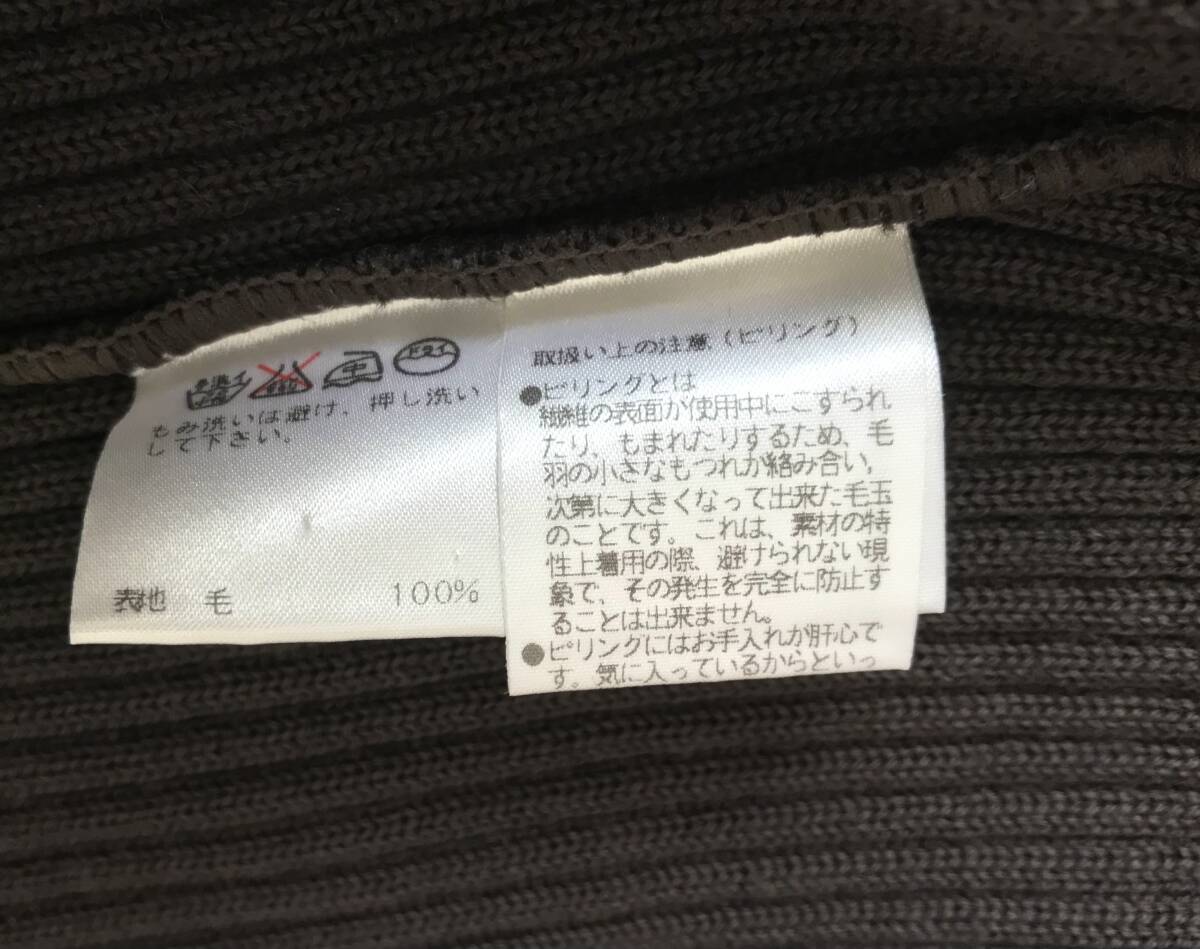 中
ドライ
もみ洗いは避け、押し洗い
して下さい。
表地 毛 100%
取扱い上の注意(ピリング)
●ピリングとは
繊維の表面が使用中にこすられ
たり、もまれたりするため、毛
羽の小さなもつれが絡み合い、
次第に大きくなって出来た毛玉
のことです。これは、素材の特
性上着用の際、避けられない現
象で、その発生を完全に防止す
ることは出来ません。
●ピリングにはお手入れが肝心で
す。気に入っているからといっ